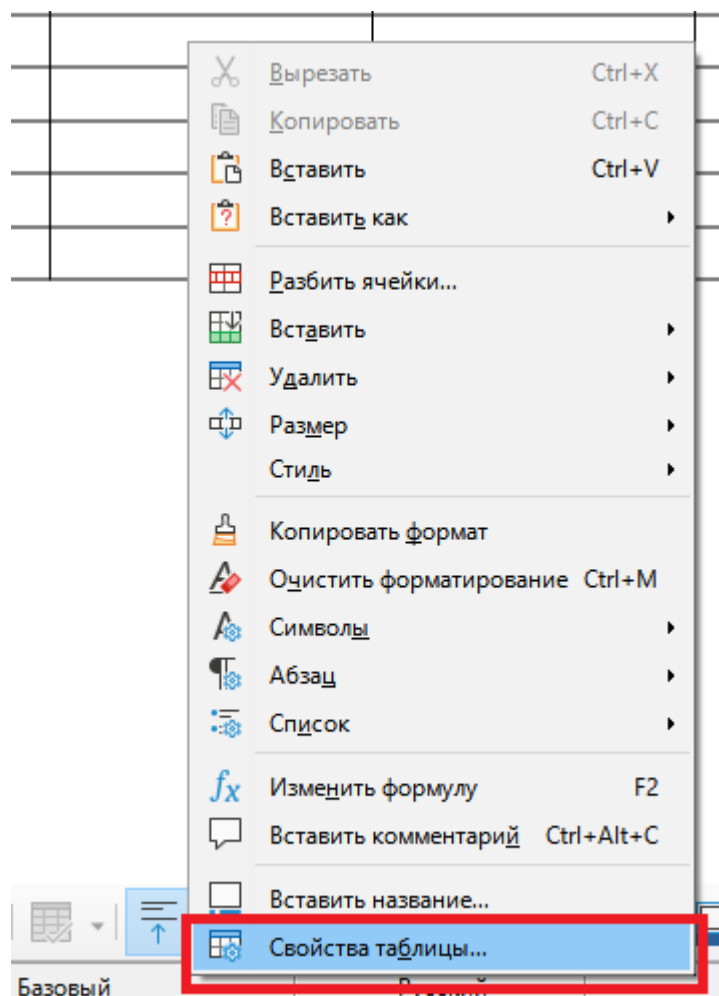 Вырезать Ctrl+X
Копировать Ctrl+C
Вставить Ctrl+V
Вставить как
Разбить ячейки...
Вставить
Удалить
Размер
Стиль
Копировать формат
Очистить форматирование Ctrl+M
Символы
Абзац
Список
fx Изменить формулу F2
Вставить комментарий Ctrl+Alt+C
Вставить название...
Свойства таблицы...
Базовый